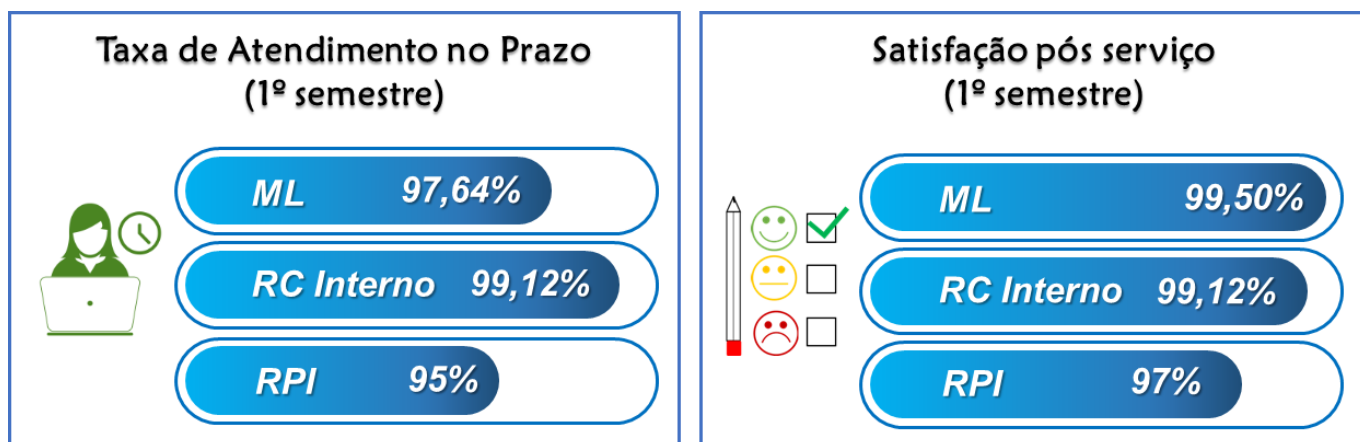 Taxa de Atendimento no Prazo
(1º semestre)
ML 97,64%
RC Interno 99,12%
RPI 95%
Satisfação pós serviço
(1º semestre)
ML 99,50%
RC Interno 99,12%
RPI 97%